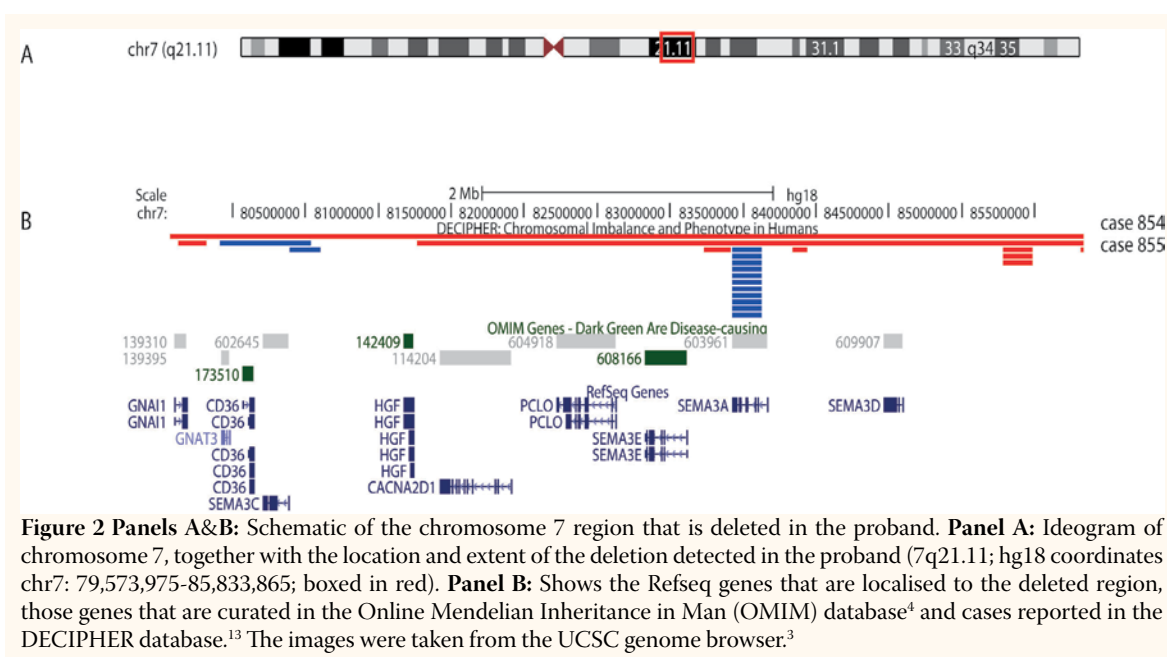 A
chr7 (q21.11)
21.11 31.1 33 q34 35
B
Scale 2 Mb hg18
chr7: 80500000 81000000 81500000 82000000 82500000 83000000 83500000 84000000 84500000 85000000 85500000
DECIPHER: Chromosomal Imbalance and Phenotype in Humans
case 854
case 855
OMIM Genes - Dark Green Are Disease-causing
139310 602645 142409 604918 603961 609907
139395 114204 608166
173510
RefSeq Genes
GNAI1 CD36 HGF PCLO SEMA3A SEMA3D
GNAI1 CD36 HGF PCLO
GNAT3 HGF SEMA3E
CD36 HGF SEMA3E
CD36 HGF
CD36 CACNA2D1
SEMA3C
Figure 2 Panels A&B: Schematic of the chromosome 7 region that is deleted in the proband. Panel A: Ideogram of
chromosome 7, together with the location and extent of the deletion detected in the proband (7q21.11; hg18 coordinates
chr7: 79,573,975-85,833,865; boxed in red). Panel B: Shows the Refseq genes that are localised to the deleted region,
those genes that are curated in the Online Mendelian Inheritance in Man (OMIM) database4 and cases reported in the
DECIPHER database.13 The images were taken from the UCSC genome browser.3